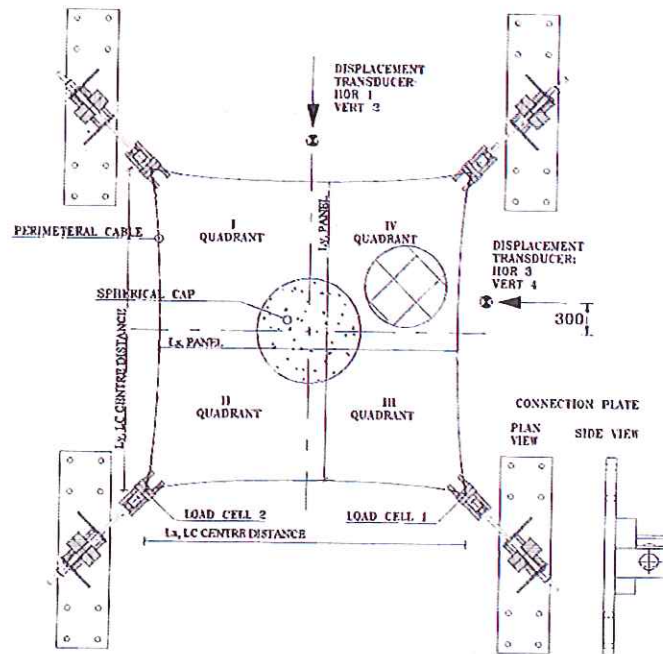 DISPLACEMENT
TRANSDUCER:
HOR 1
VERT 2
I
QUADRANT
IV
QUADRANT
Ly, PANEL
PERIMETERAL CABLE
SPHERICAL CAP
DISPLACEMENT
TRANSDUCER:
HOR 3
VERT 4
300
Lx, PANEL
Ly, LC CENTRE DISTANCE
II
QUADRANT
III
QUADRANT
CONNECTION PLATE
PLAN
VIEW
SIDE VIEW
LOAD CELL 2
LOAD CELL 1
Lx, LC CENTRE DISTANCE